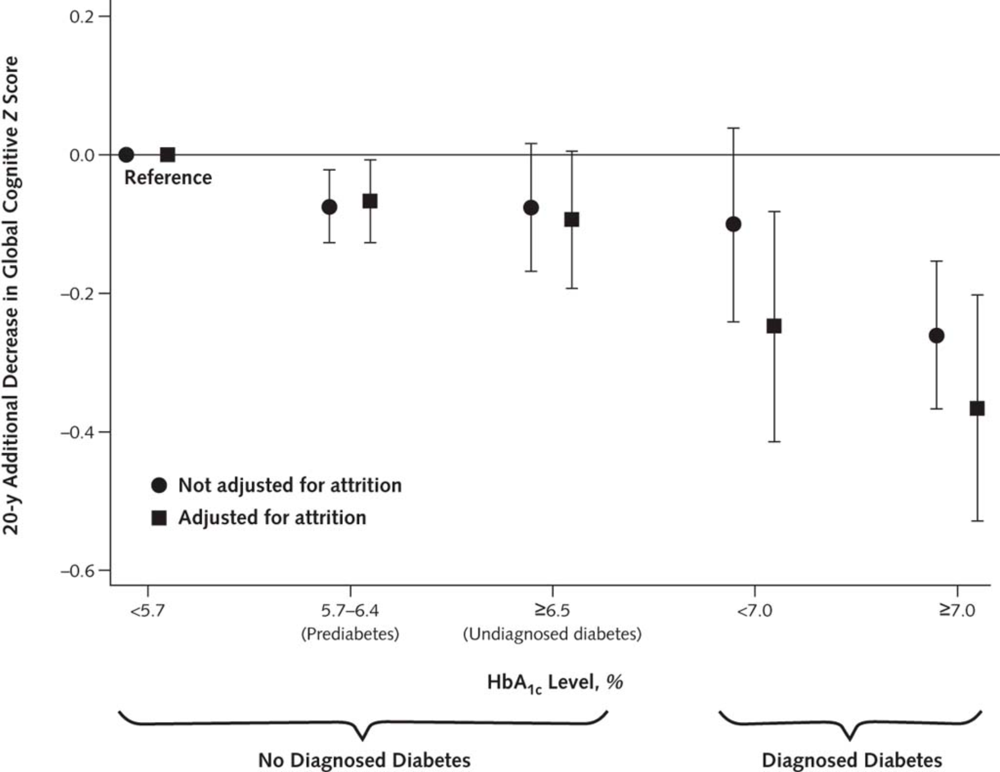 20-y Additional Decrease in Global Cognitive Z Score
0.2
0.0
–0.2
–0.4
–0.6
Reference
Not adjusted for attrition
Adjusted for attrition
<5.7
5.7–6.4
(Prediabetes)
≥6.5
(Undiagnosed diabetes)
<7.0
≥7.0
HbA1c Level, %
No Diagnosed Diabetes
Diagnosed Diabetes